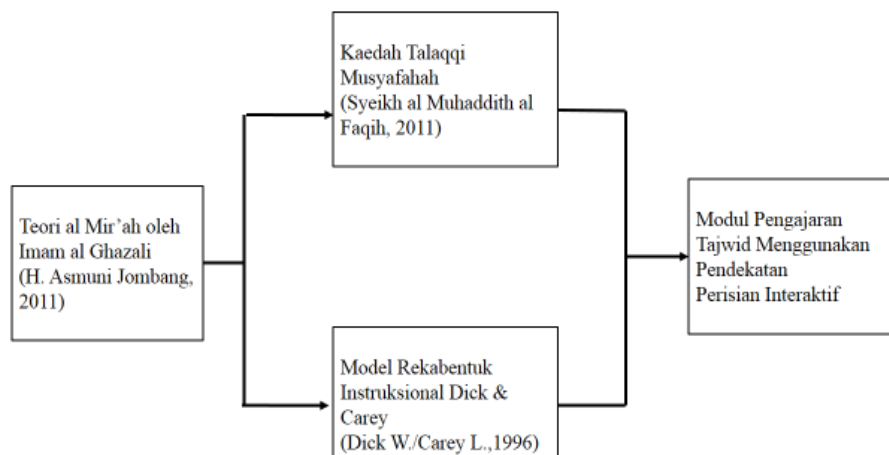 Kaedah Talaqqi
Musyafahah
(Syeikh al Muhaddith al
Faqih, 2011)
Teori al Mir’ah oleh
Imam al Ghazali
(H. Asmuni Jombang,
2011)
Modul Pengajaran
Tajwid Menggunakan
Pendekatan
Perisian Interaktif
Model Rekabentuk
Instruksional Dick &
Carey
(Dick W./Carey L.,1996)